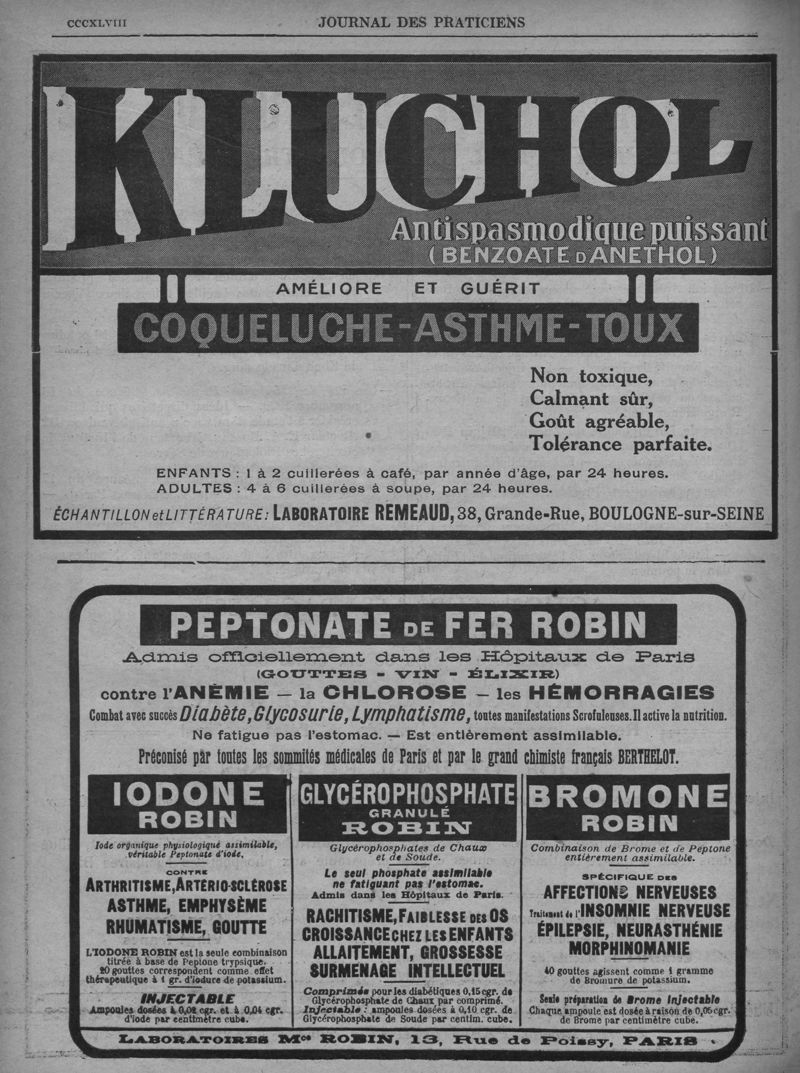 CCCXLVIII JOURNAL DES PRATICIENS
KLUCHOL
Antispasmodique puissant
(BENZOATE D'ANETHOL)
AMÉLIORE ET GUÉRIT
COQUELUCHE-ASTHME-TOUX
Non toxique,
Calmant sûr,
Goût agréable,
Tolérance parfaite.
ENFANTS : 1 à 2 cuillerées à café, par année d'âge, par 24 heures.
ADULTES : 4 à 6 cuillerées à soupe, par 24 heures.
ÉCHANTILLON et LITTÉRATURE : LABORATOIRE REMEAUD, 38, Grande-Rue, BOULOGNE-sur-SEINE
PEPTONATE DE FER ROBIN
Admis officiellement dans les Hôpitaux de Paris
(GOUTTES - VIN - ÉLIXIR)
contre l'ANÉMIE — la CHLOROSE — les HÉMORRAGIES
Combat avec succès Diabète, Glycosurie, Lymphatisme, toutes manifestations Scrofuleuses. Il active la nutrition.
Ne fatigue pas l'estomac. — Est entièrement assimilable.
Préconisé par toutes les sommités médicales de Paris et par le grand chimiste français BERTHELOT.
IODONE
ROBIN
Iode organique physiologique assimilable,
véritable Peptonate d'iode.
CONTRE
ARTHRITISME, ARTÉRIO-SCLÉROSE
ASTHME, EMPHYSÈME
RHUMATISME, GOUTTE
L'IODONE ROBIN est la seule combinaison
titrée à base de Peptone trypsique.
20 gouttes correspondent comme effet
thérapeutique à 1 gr. d'iodure de potassium.
INJECTABLE
Ampoules dosées à 0,02 cgr. et à 0,04 cgr.
d'iode par centimètre cube.
GLYCÉROPHOSPHATE
GRANULÉ
ROBIN
Glycérophosphates de Chaux
et de Soude.
Le seul phosphate assimilable
ne fatiguant pas l'estomac.
Admis dans les Hôpitaux de Paris.
RACHITISME, FAIBLESSE DES OS
CROISSANCE CHEZ LES ENFANTS
ALLAITEMENT, GROSSESSE
SURMENAGE INTELLECTUEL
Comprimés pour les diabétiques 0,15 cgr. de
Glycérophosphate de Chaux par comprimé.
Injectable : ampoules dosées à 0,10 cgr. de
Glycérophosphate de Soude par centim. cube.
BROMONE
ROBIN
Combinaison de Brome et de Peptone
entièrement assimilable.
SPÉCIFIQUE DES
AFFECTIONS NERVEUSES
Traitement de l'INSOMNIE NERVEUSE
ÉPILEPSIE, NEURASTHÉNIE
MORPHINOMANIE
40 gouttes agissent comme 1 gramme
de Bromure de potassium.
Seule préparation de Brome Injectable
Chaque ampoule est dosée à raison de 0,05 cgr.
de Brome par centimètre cube.
LABORATOIRES Mce ROBIN, 13, Rue de Poissy, PARIS